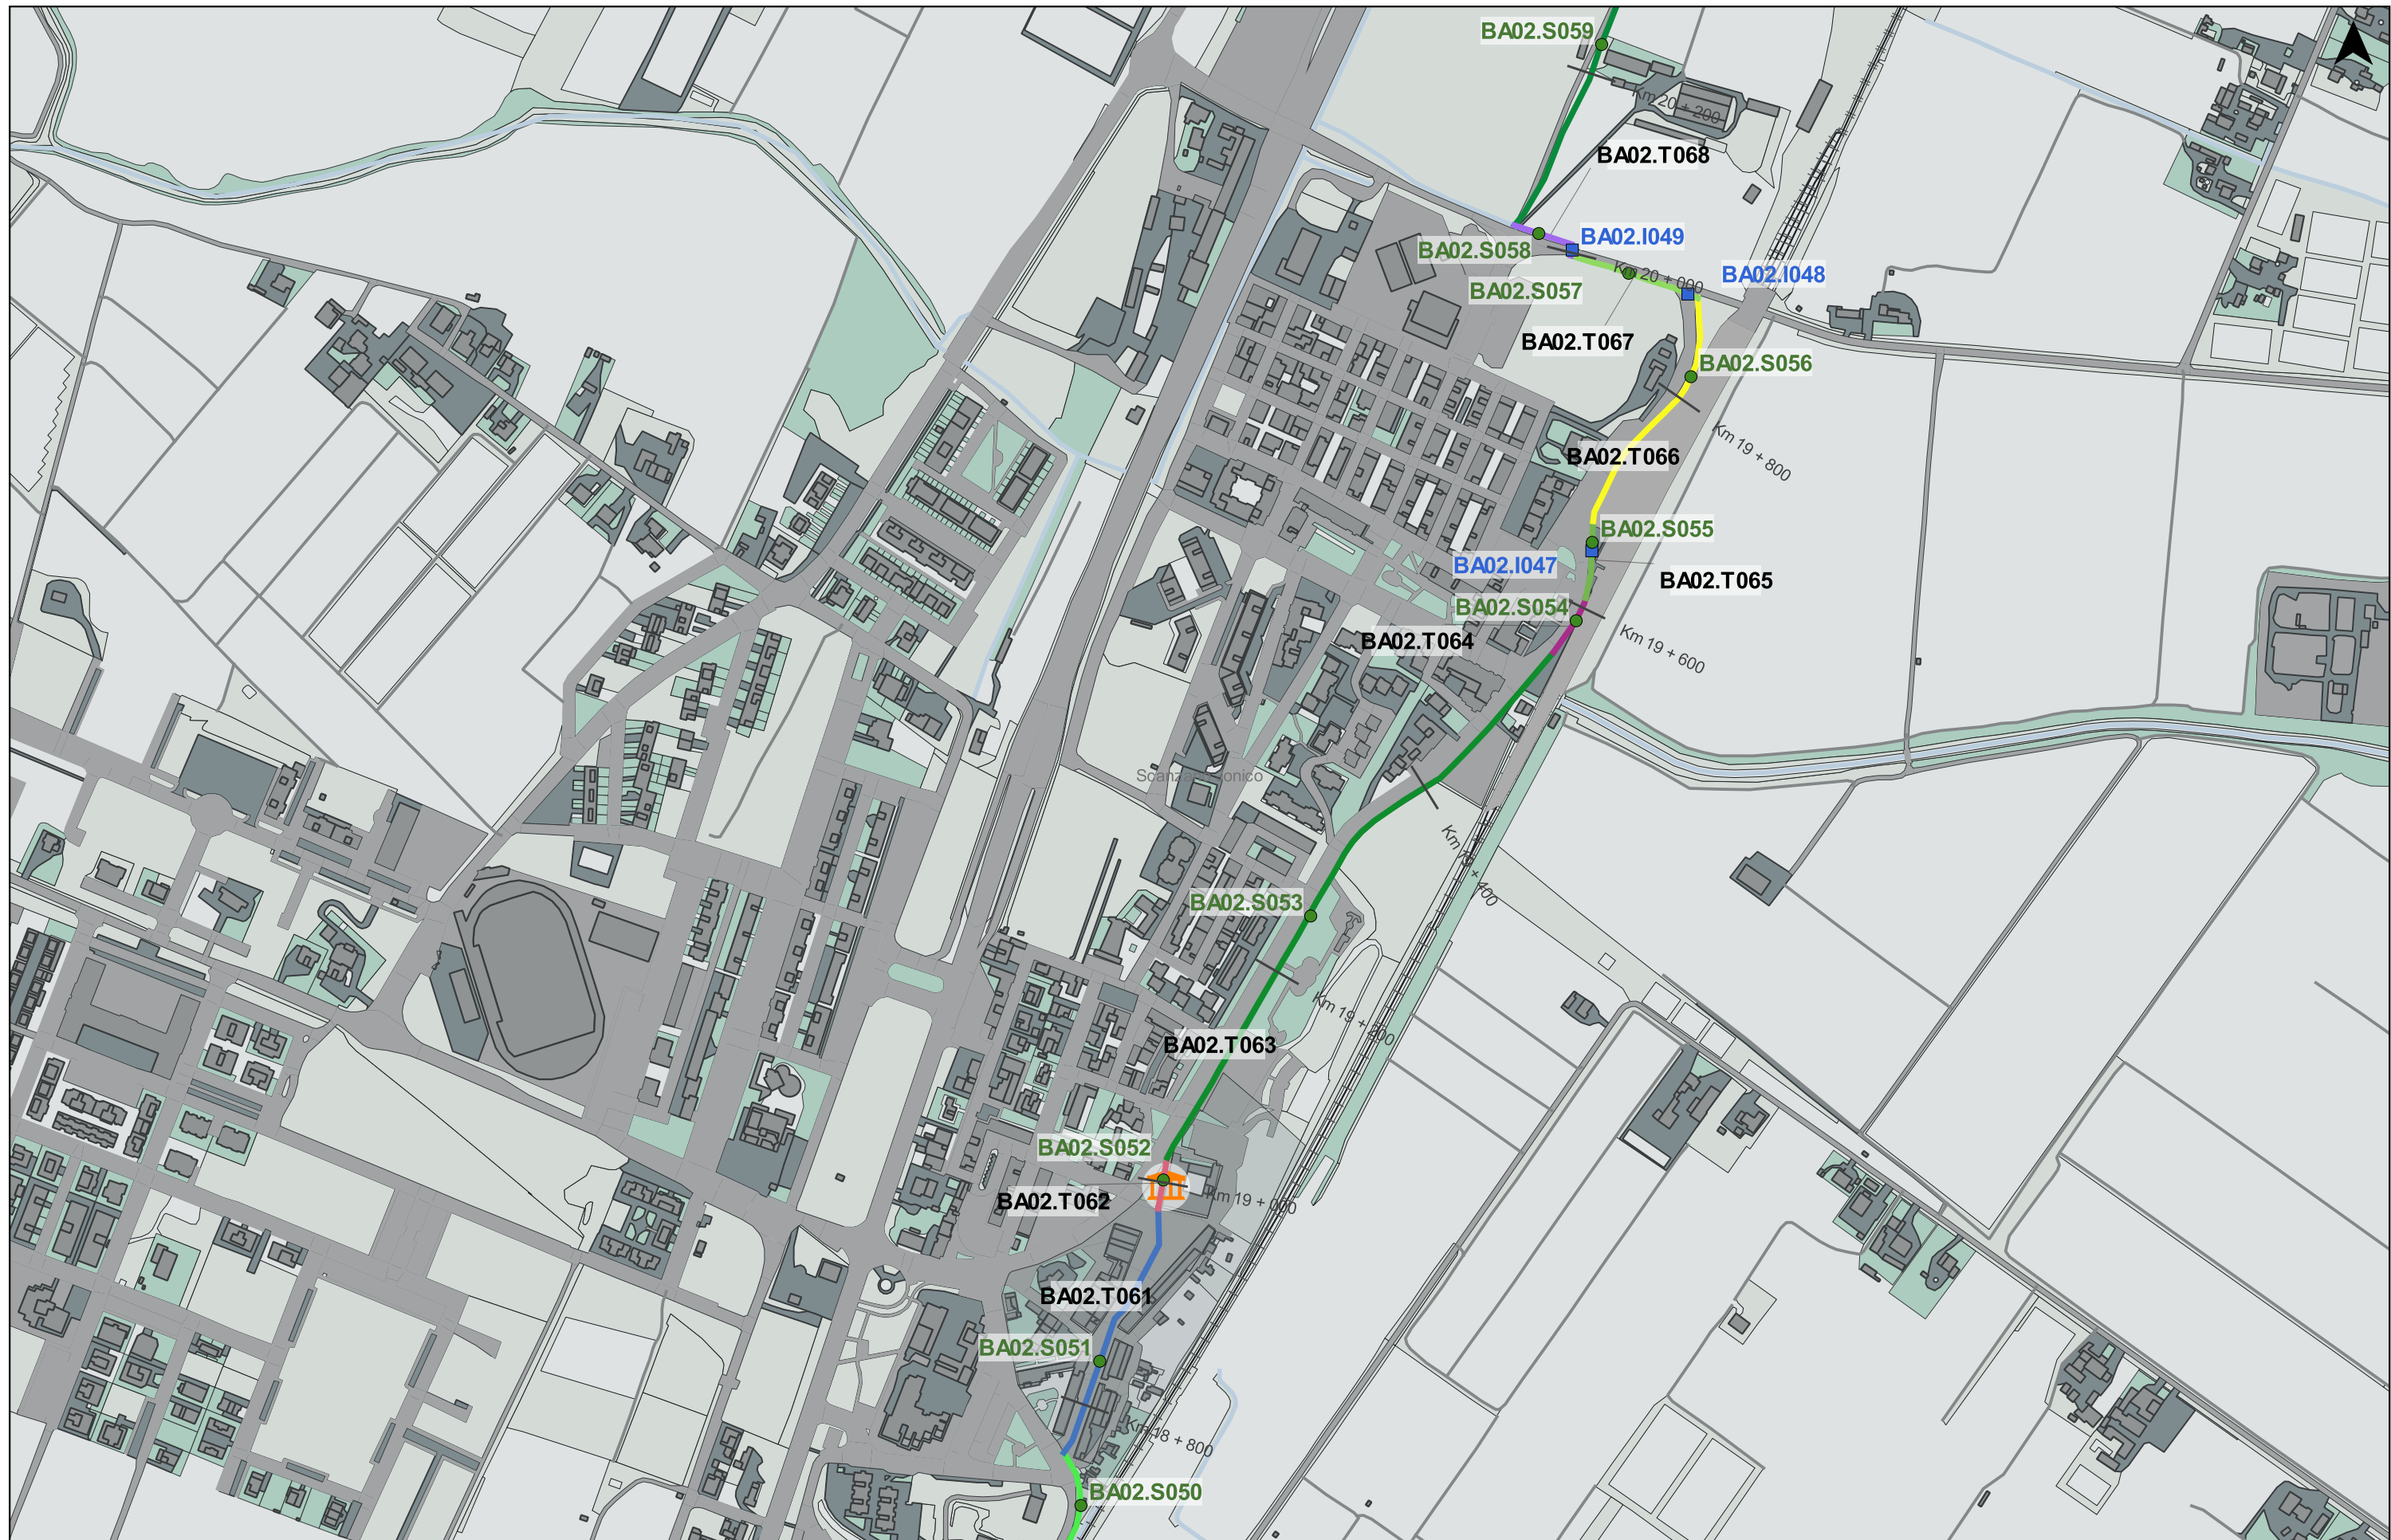 BA02.S059
Km 20 + 200
BA02.T068
BA02.I049
BA02.S058
BA02.I048
Km 20 + 000
BA02.S057
BA02.T067
BA02.S056
Km 19 + 800
BA02.T066
BA02.S055
BA02.I047
BA02.T065
BA02.S054
BA02.T064
Km 19 + 600
Scanzano Jonico
Km 19 + 400
BA02.S053
Km 19 + 200
BA02.T063
BA02.S052
BA02.T062
Km 19 + 000
BA02.T061
BA02.S051
Km 18 + 800
BA02.S050